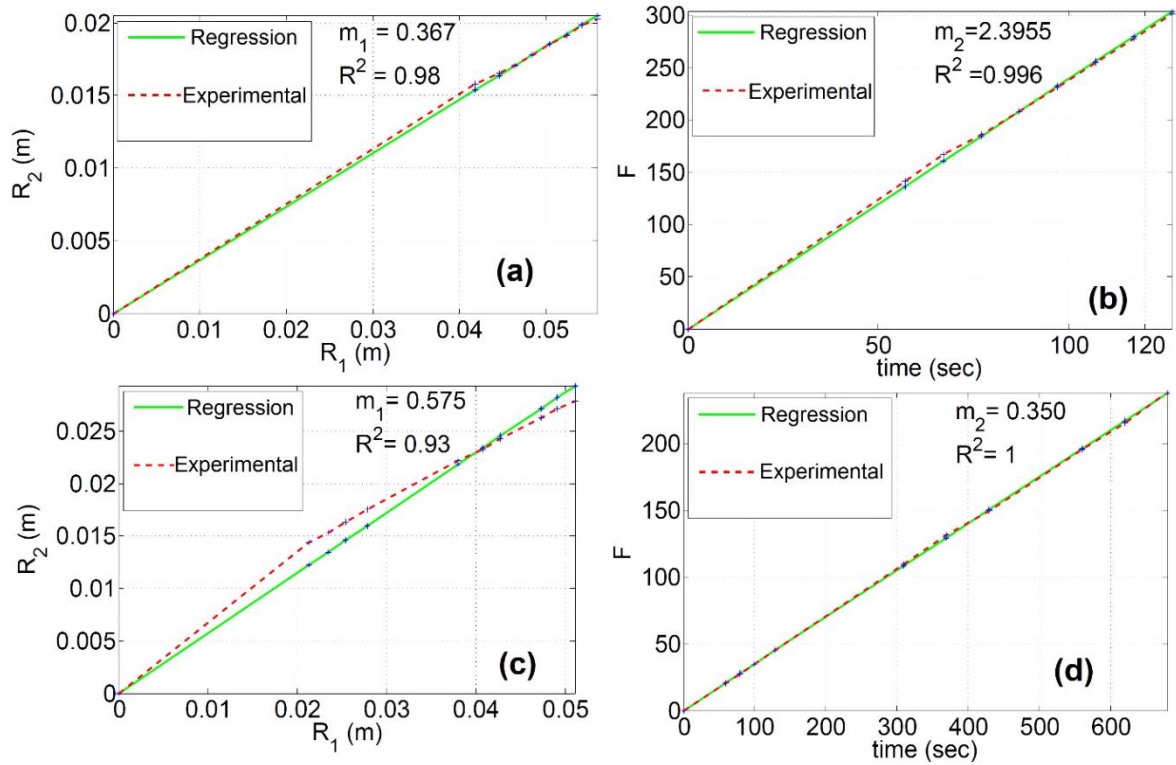 0.02
0.015
0.01
0.005
0
R2 (m)
Regression
Experimental
m1 = 0.367
R2 = 0.98
(a)
0.01 0.02 0.03 0.04 0.05
R1 (m)
300
250
200
150
100
50
0
F
Regression
Experimental
m2=2.3955
R2 =0.996
(b)
0 50 100 120
time (sec)
0.025
0.02
0.015
0.01
0.005
0
R2 (m)
Regression
Experimental
m1= 0.575
R2= 0.93
(c)
0 0.01 0.02 0.03 0.04 0.05
R1 (m)
200
150
100
50
0
F
Regression
Experimental
m2= 0.350
R2= 1
(d)
0 100 200 300 400 500 600
time (sec)